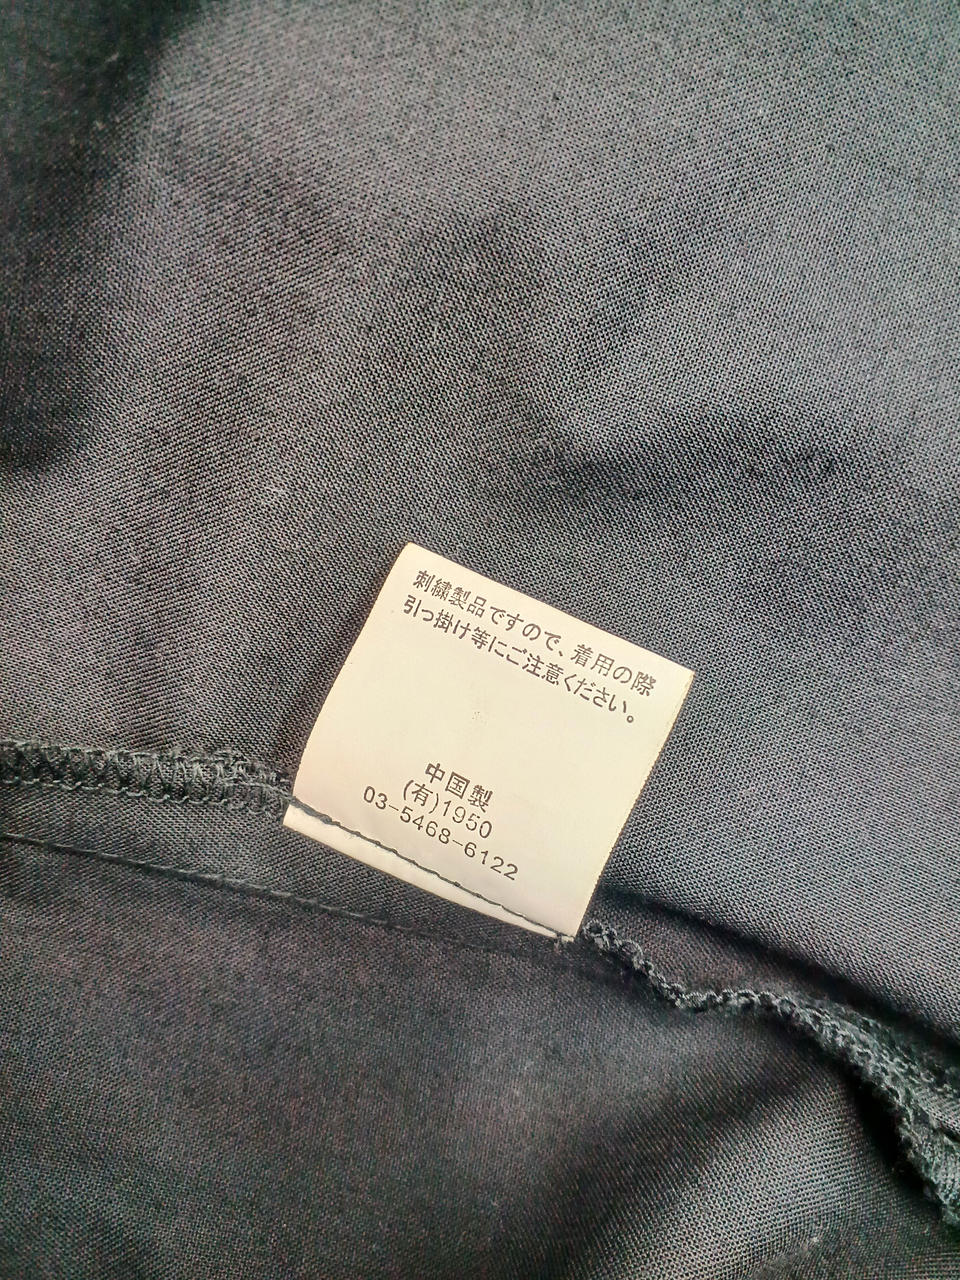 刺繍製品ですので、着用の際
引っ掛け等にご注意ください。
中国製
(有)1950
03-5468-6122